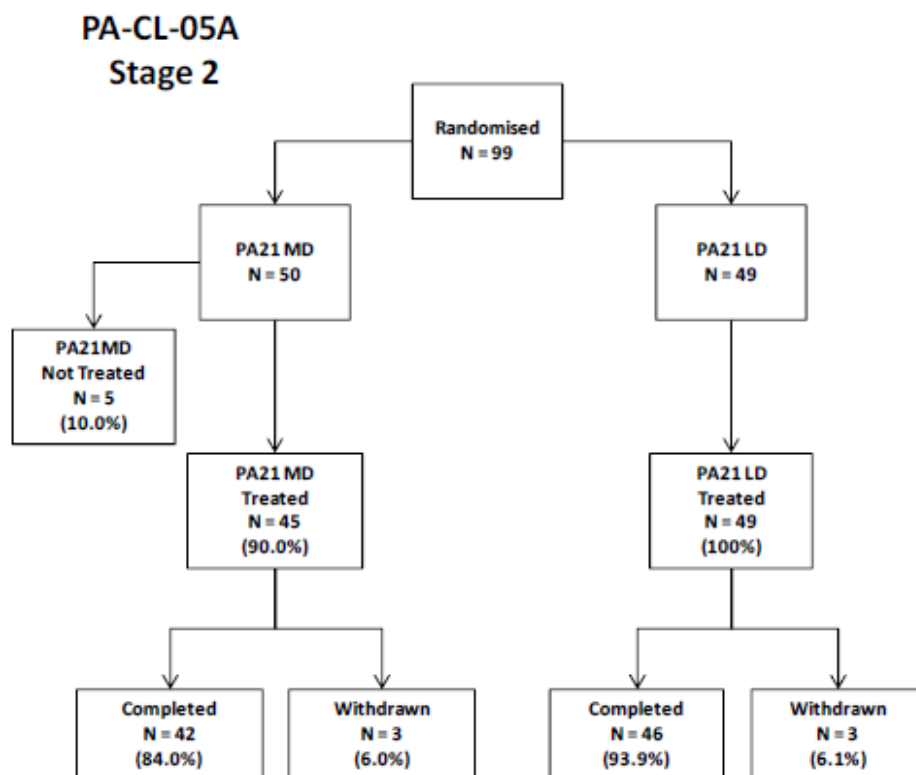 PA-CL-05A
Stage 2
Randomised
N = 99
PA21 MD
N = 50
PA21 LD
N = 49
PA21MD
Not Treated
N = 5
(10.0%)
PA21 MD
Treated
N = 45
(90.0%)
PA21 LD
Treated
N = 49
(100%)
Completed
N = 42
(84.0%)
Withdrawn
N = 3
(6.0%)
Completed
N = 46
(93.9%)
Withdrawn
N = 3
(6.1%)